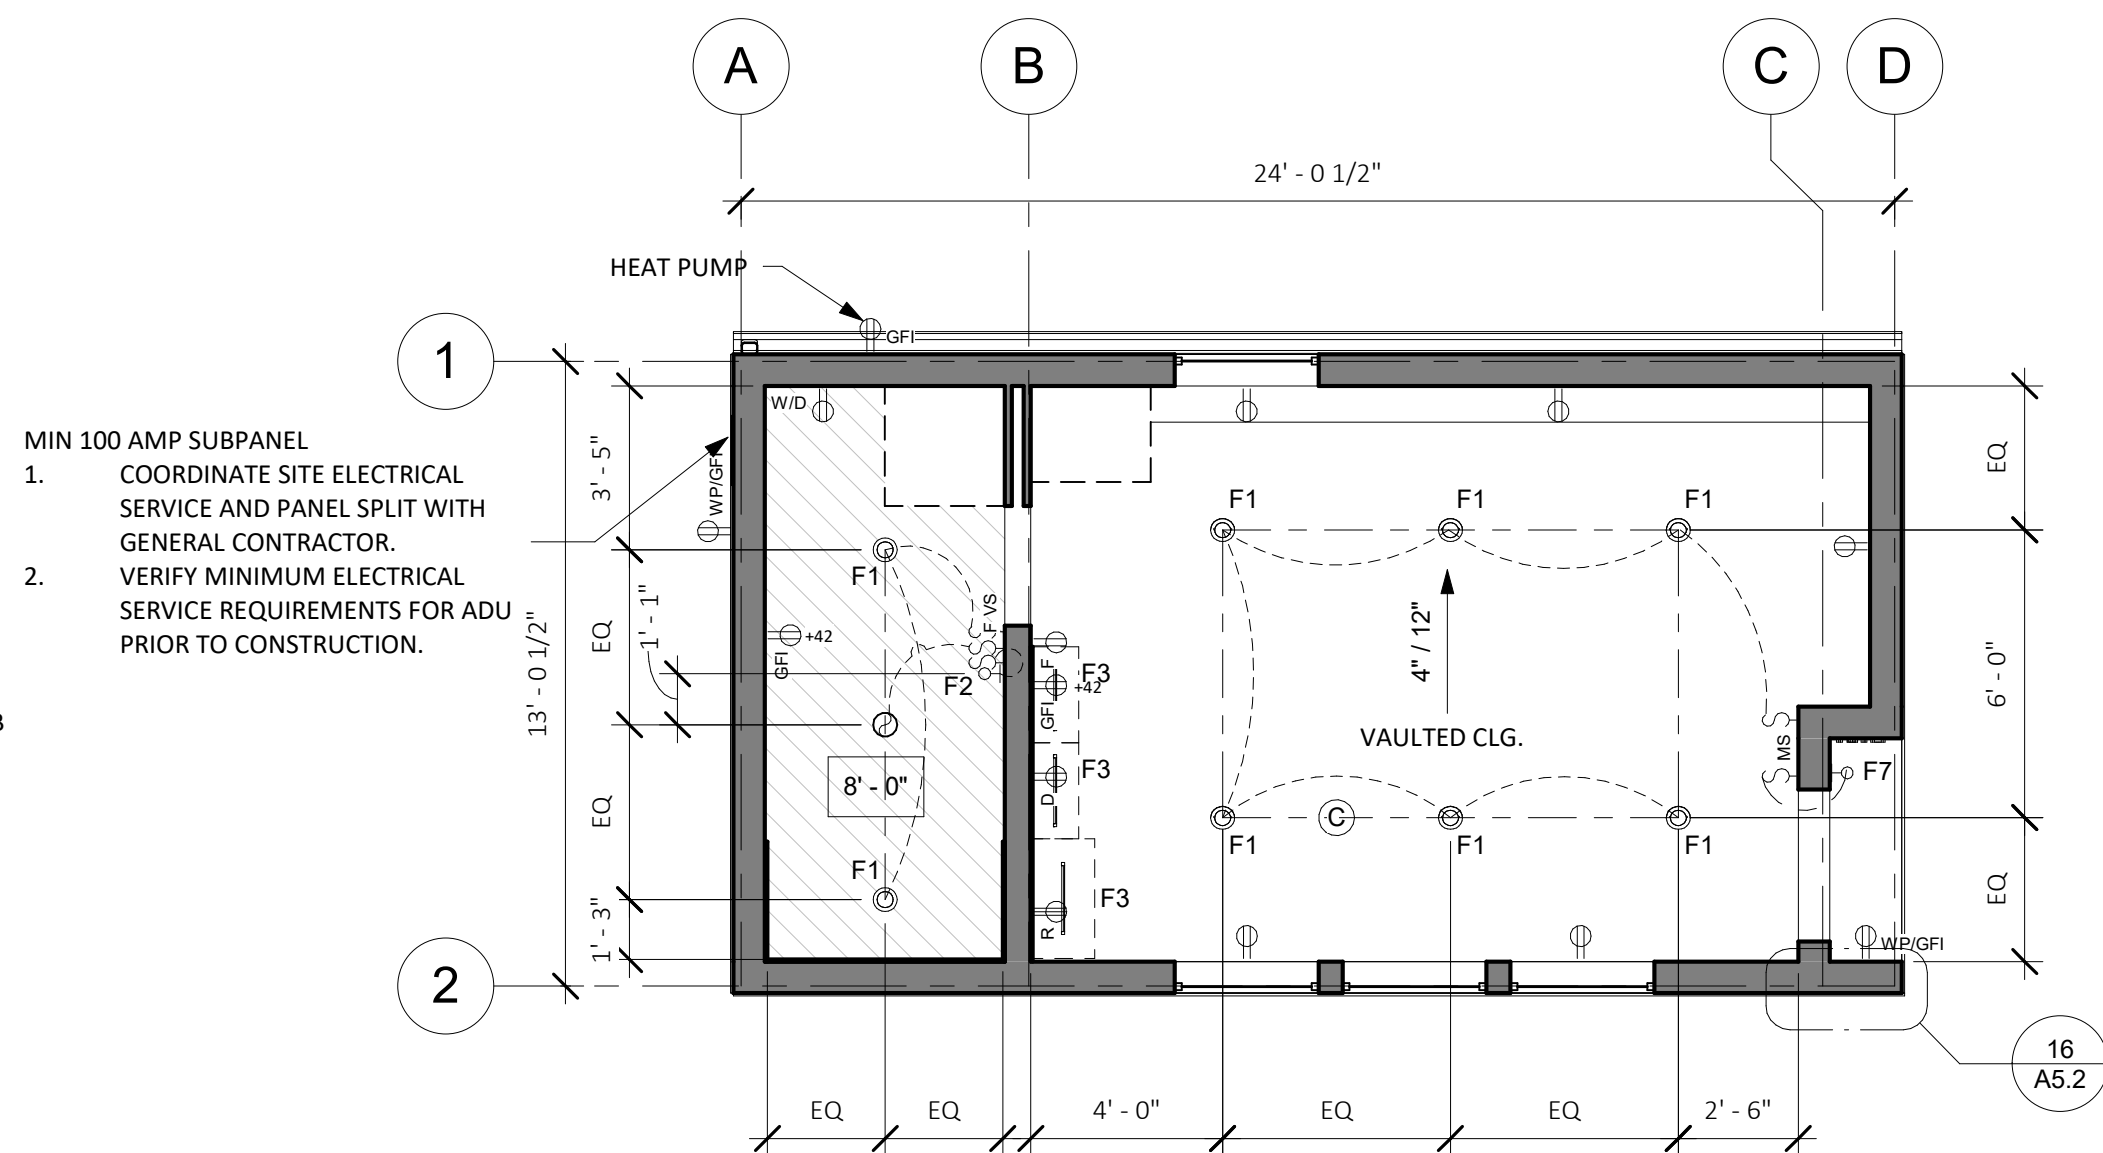 A B C D
24' - 0 1/2"
HEAT PUMP
GFI
1
MIN 100 AMP SUBPANEL
1. COORDINATE SITE ELECTRICAL
SERVICE AND PANEL SPLIT WITH
GENERAL CONTRACTOR.
2. VERIFY MINIMUM ELECTRICAL
SERVICE REQUIREMENTS FOR ADU
PRIOR TO CONSTRUCTION.
13' - 0 1/2"
3' - 5"
EQ
1' - 1"
EQ
1' - 3"
W/D
WP/GFI
F1
VS
F
+42
GFI
F2
8' - 0"
F1
F
F3
+42
GFI
F3
D
F3
R
F1 F1 F1
4" / 12"
VAULTED CLG.
C
F1 F1 F1
MS
F7
WP/GFI
EQ
6' - 0"
EQ
2
16
A5.2
EQ EQ 4' - 0" EQ EQ 2' - 6"